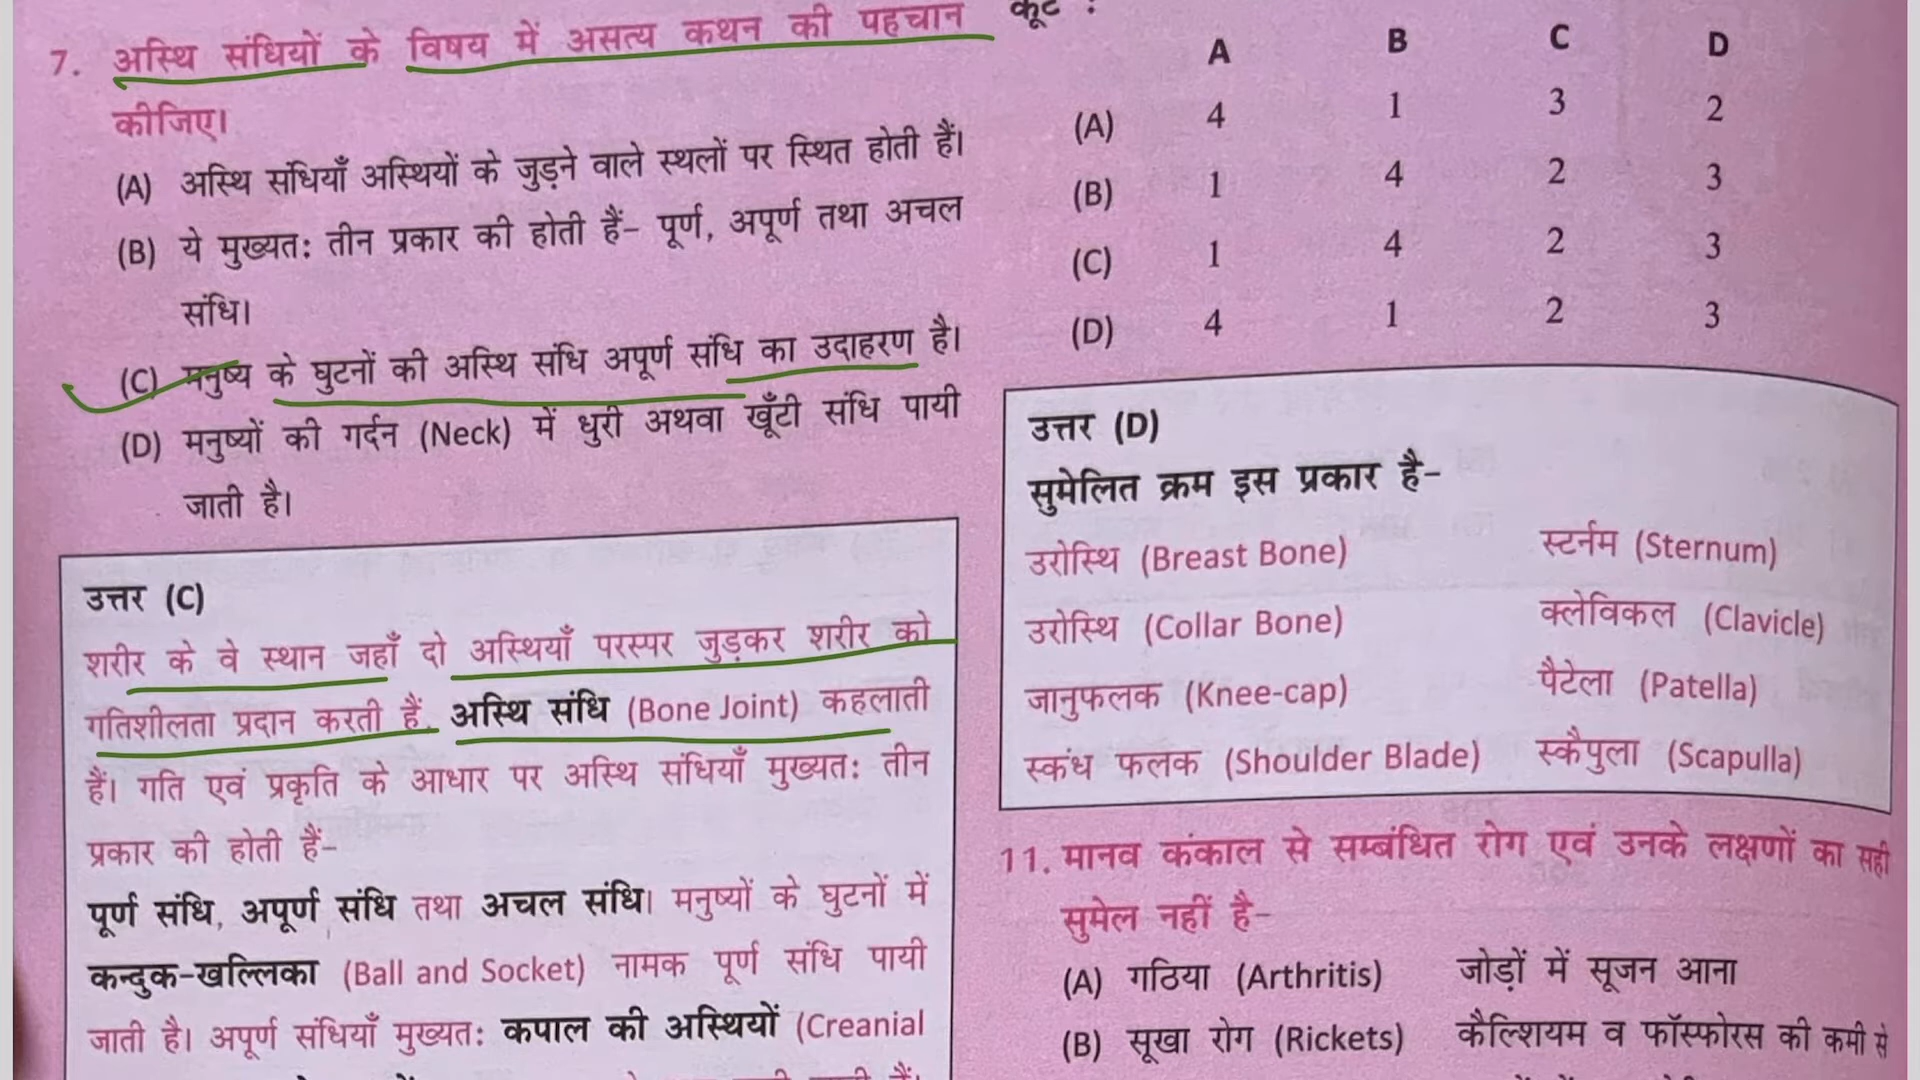 7. अस्थि संधियों के विषय में असत्य कथन की पहचान
कीजिए।
(A) अस्थि संधियाँ अस्थियों के जुड़ने वाले स्थलों पर स्थित होती हैं।
(B) ये मुख्यतः तीन प्रकार की होती हैं– पूर्ण, अपूर्ण तथा अचल
संधि।
(C) मनुष्य के घुटनों की अस्थि संधि अपूर्ण संधि का उदाहरण है।
(D) मनुष्यों की गर्दन (Neck) में धुरी अथवा खूँटी संधि पायी
जाती है।
उत्तर (C)
शरीर के वे स्थान जहाँ दो अस्थियाँ परस्पर जुड़कर शरीर को
गतिशीलता प्रदान करती हैं, अस्थि संधि (Bone Joint) कहलाती
हैं। गति एवं प्रकृति के आधार पर अस्थि संधियाँ मुख्यतः तीन
प्रकार की होती हैं–
पूर्ण संधि, अपूर्ण संधि तथा अचल संधि। मनुष्यों के घुटनों में
कन्दुक-खल्लिका (Ball and Socket) नामक पूर्ण संधि पायी
जाती है। अपूर्ण संधियाँ मुख्यतः कपाल की अस्थियों (Creanial
कूट :
A B C D
(A) 4 1 3 2
(B) 1 4 2 3
(C) 1 4 2 3
(D) 4 1 2 3
उत्तर (D)
सुमेलित क्रम इस प्रकार है–
उरोस्थि (Breast Bone) स्टर्नम (Sternum)
उरोस्थि (Collar Bone) क्लेविकल (Clavicle)
जानुफलक (Knee-cap) पैटेला (Patella)
स्कंध फलक (Shoulder Blade) स्कैपुला (Scapulla)
11. मानव कंकाल से सम्बंधित रोग एवं उनके लक्षणों का सही
सुमेल नहीं है–
(A) गठिया (Arthritis) जोड़ों में सूजन आना
(B) सूखा रोग (Rickets) कैल्शियम व फॉस्फोरस की कमी से